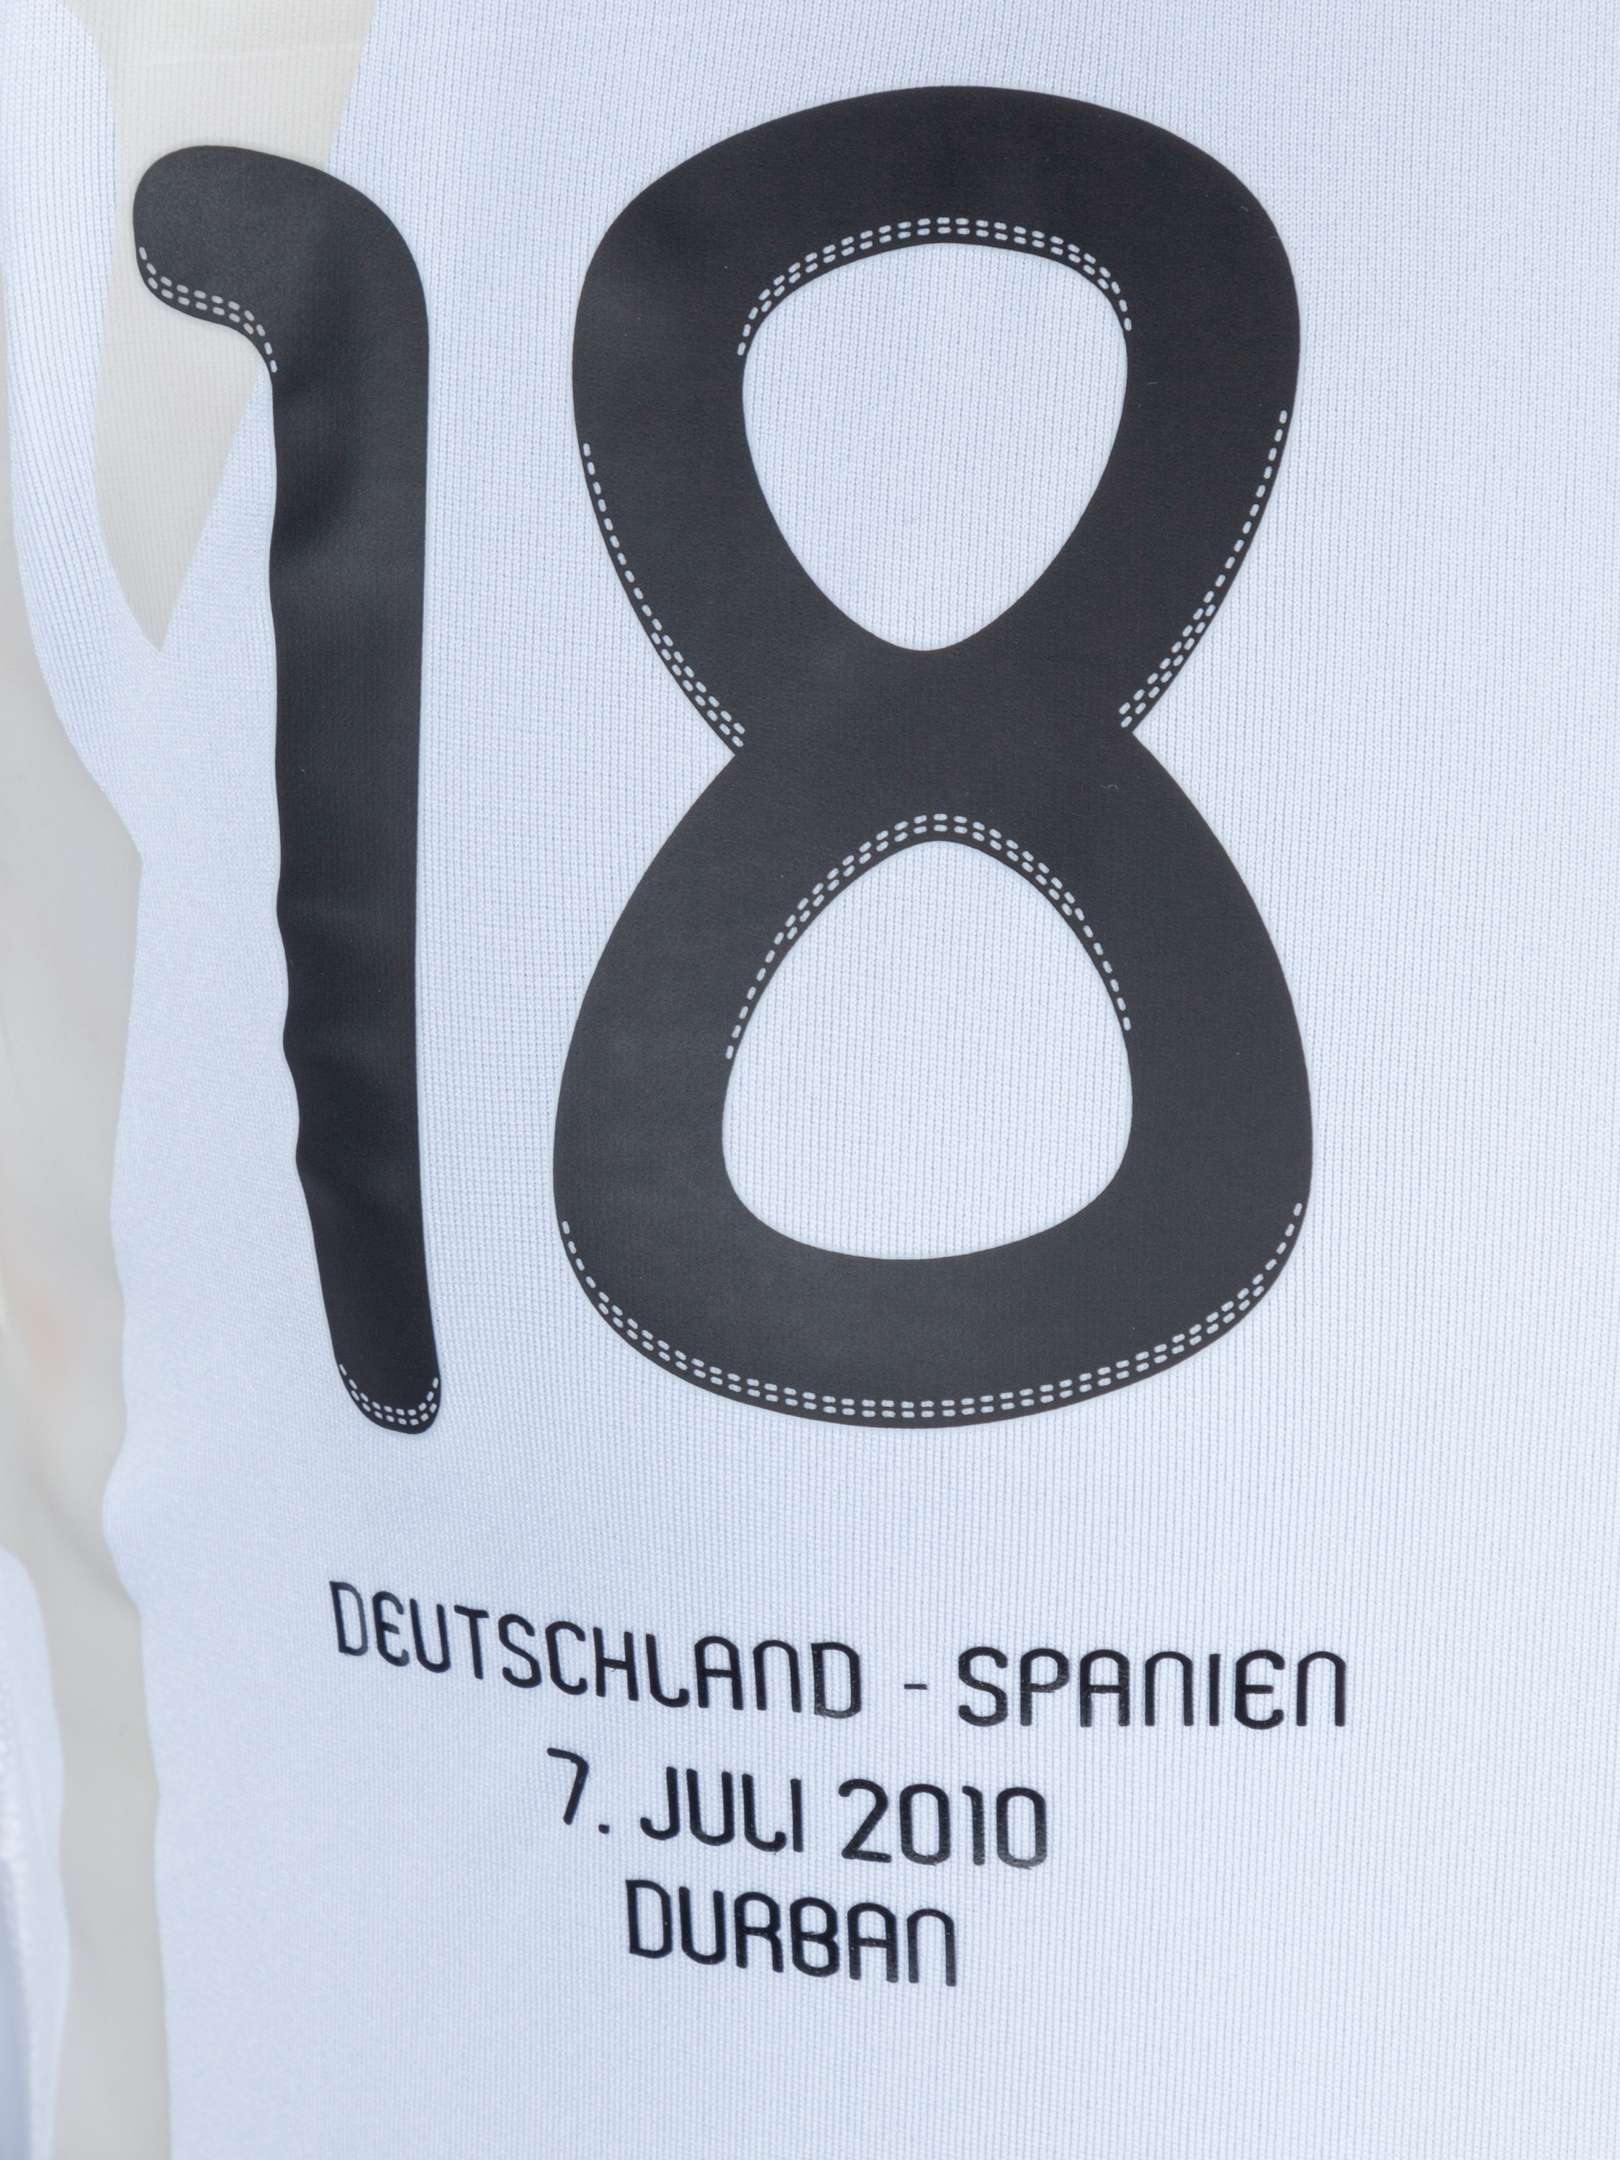 18
DEUTSCHLAND - SPANIEN
7. JULI 2010
DURBAN